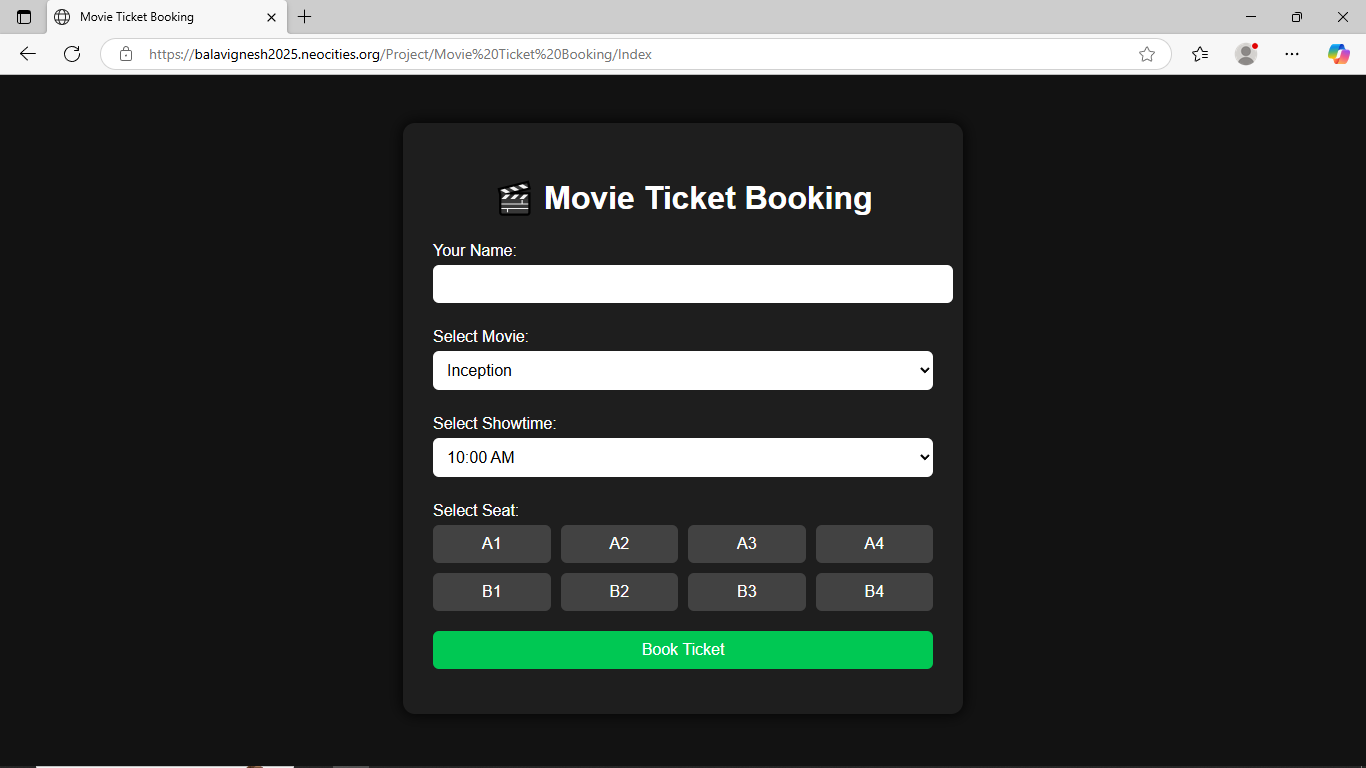 Movie Ticket Booking
https://balavignesh2025.neocities.org/Project/Movie%20Ticket%20Booking/Index
Movie Ticket Booking
Your Name:
Select Movie:
Inception
Select Showtime:
10:00 AM
Select Seat:
A1 A2 A3 A4
B1 B2 B3 B4
Book Ticket